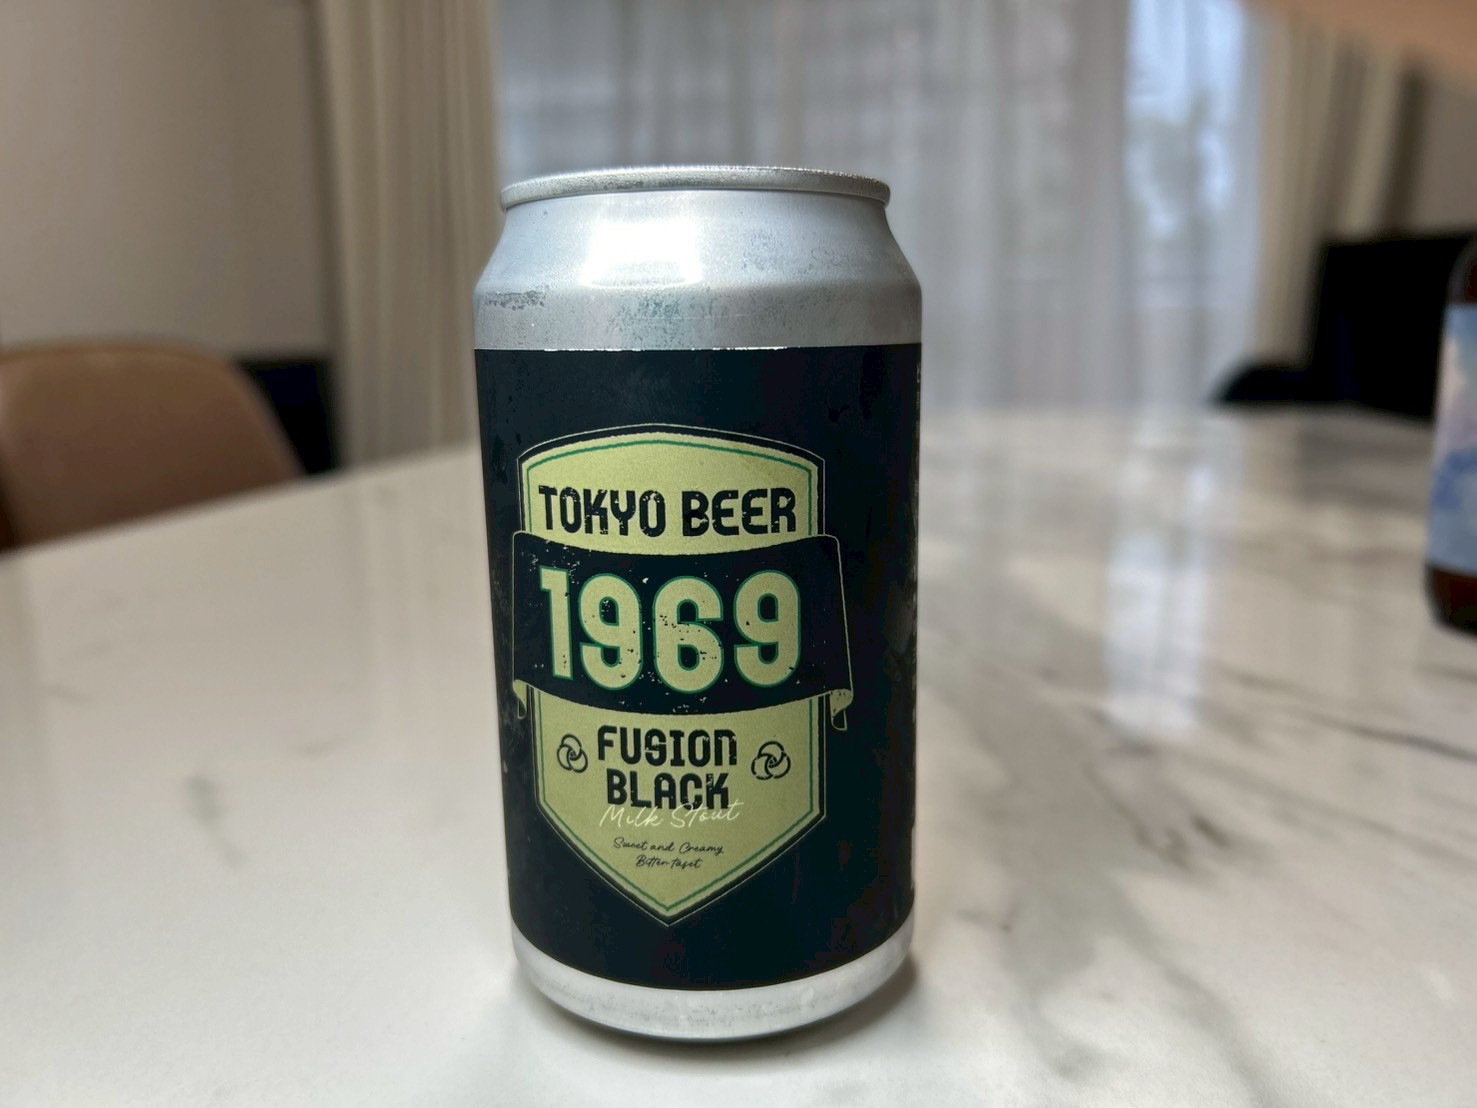 TOKYO BEER
1969
FUSION
BLACK
Milk Stout
Sweet and Creamy
Bitter taset